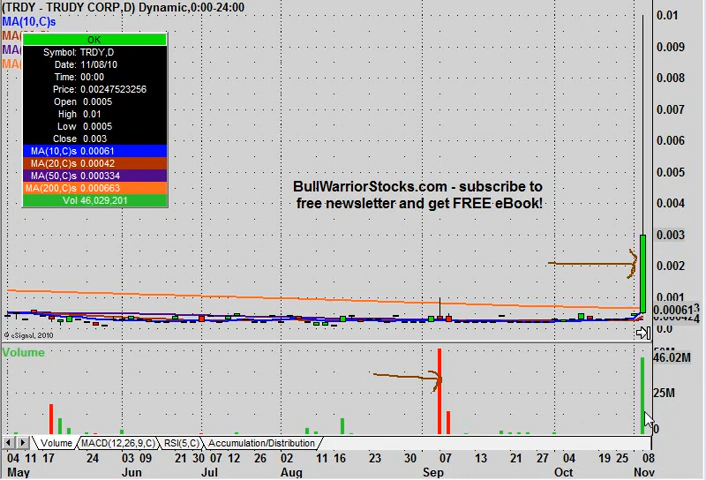 (TRDY - TRUDY CORP,D) Dynamic,0:00-24:00
MA(10,C)s
OK
Symbol: TRDY,D
Date: 11/08/10
Time: 00:00
Price: 0.00247523256
Open 0.0005
High 0.01
Low 0.0005
Close 0.003
MA(10,C)s 0.00061
MA(20,C)s 0.00042
MA(50,C)s 0.000334
MA(200,C)s 0.000663
Vol 46,029,201
BullWarriorStocks.com - subscribe to
free newsletter and get FREE eBook!
0.01
0.009
0.008
0.007
0.006
0.005
0.004
0.003
0.002
0.001
0.000613
0.0
© eSignal, 2010
Volume
46.02M
25M
0
Volume MACD(12,26,9,C) RSI(5,C) Accumulation/Distribution
04 11 17 24 03 09 21 30 07 12 26 02 11 16 23 30 07 13 21 27 04 19 25 08
May Jun Jul Aug Sep Oct Nov